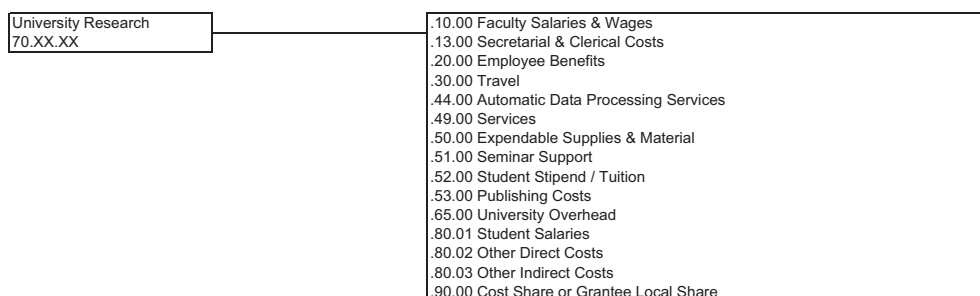 University Research
70.XX.XX
.10.00 Faculty Salaries & Wages
.13.00 Secretarial & Clerical Costs
.20.00 Employee Benefits
.30.00 Travel
.44.00 Automatic Data Processing Services
.49.00 Services
.50.00 Expendable Supplies & Material
.51.00 Seminar Support
.52.00 Student Stipend / Tuition
.53.00 Publishing Costs
.65.00 University Overhead
.80.01 Student Salaries
.80.02 Other Direct Costs
.80.03 Other Indirect Costs
.90.00 Cost Share or Grantee Local Share